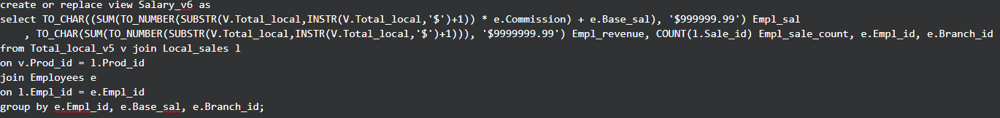 create or replace view Salary_v6 as
select TO_CHAR((SUM(TO_NUMBER(SUBSTR(V.Total_local,INSTR(V.Total_local,'$')+1)) * e.Commission) + e.Base_sal), '$999999.99') Empl_sal
, TO_CHAR(SUM(TO_NUMBER(SUBSTR(V.Total_local,INSTR(V.Total_local,'$')+1))), '$9999999.99') Empl_revenue, COUNT(l.Sale_id) Empl_sale_count, e.Empl_id, e.Branch_id
from Total_local_v5 v join Local_sales l
on v.Prod_id = l.Prod_id
join Employees e
on l.Empl_id = e.Empl_id
group by e.Empl_id, e.Base_sal, e.Branch_id;